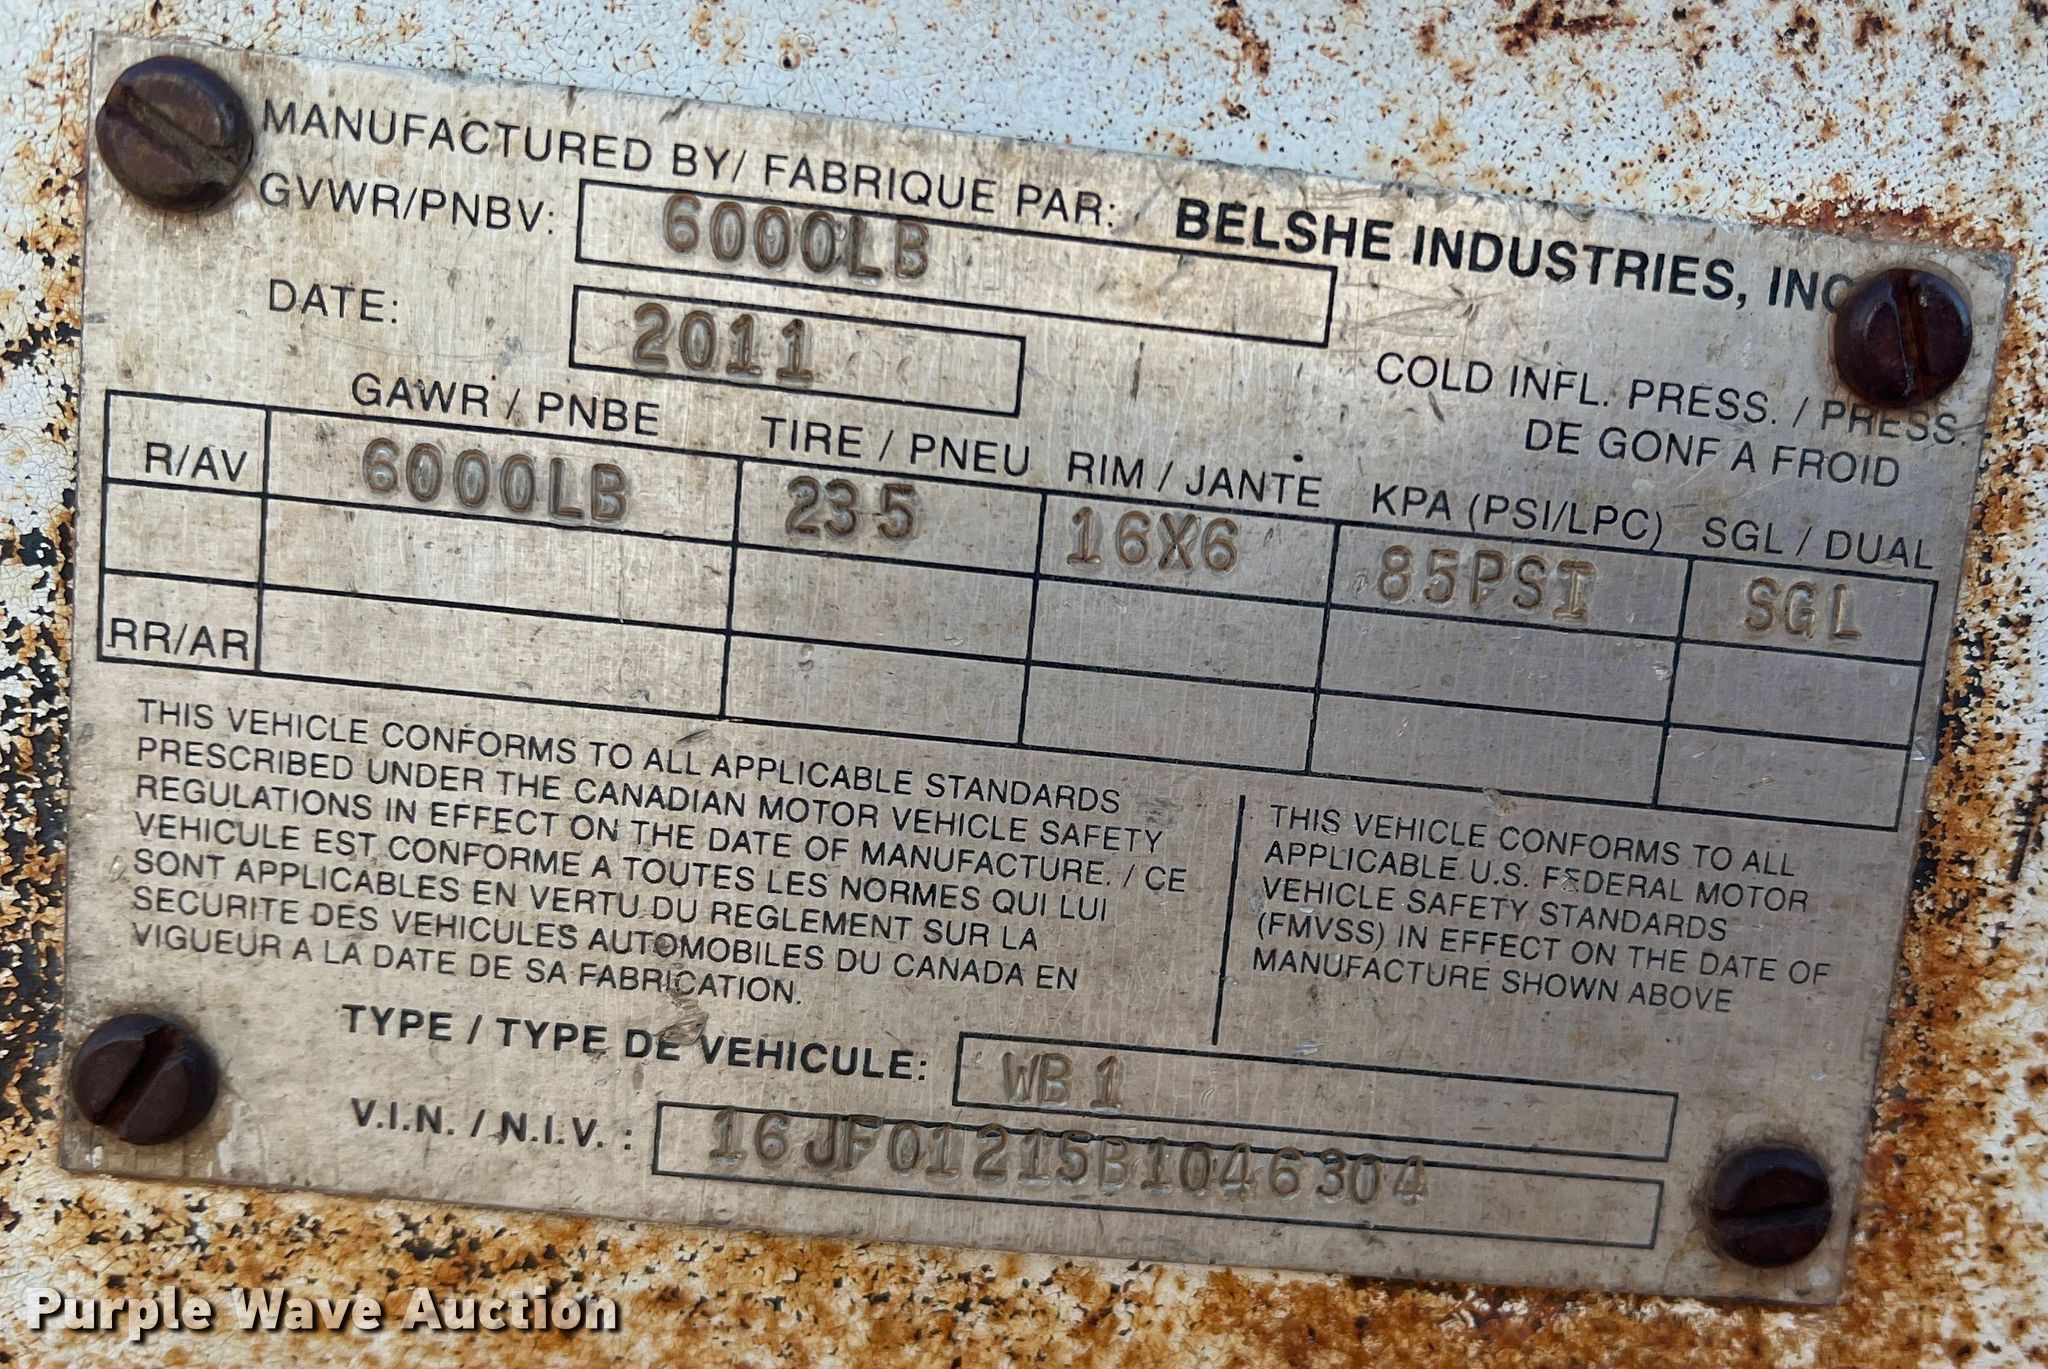 MANUFACTURED BY/ FABRIQUE PAR: BELSHE INDUSTRIES, INC
GVWR/PNBV: 6000LB
DATE: 2011
COLD INFL. PRESS. / PRESS.
DE GONF A FROID
GAWR / PNBE TIRE / PNEU RIM / JANTE KPA (PSI/LPC) SGL / DUAL
R/AV 6000LB 235 16X6 85PSI SGL
RR/AR
THIS VEHICLE CONFORMS TO ALL APPLICABLE STANDARDS
PRESCRIBED UNDER THE CANADIAN MOTOR VEHICLE SAFETY
REGULATIONS IN EFFECT ON THE DATE OF MANUFACTURE. / CE
VEHICULE EST CONFORME A TOUTES LES NORMES QUI LUI
SONT APPLICABLES EN VERTU DU REGLEMENT SUR LA
SECURITE DES VEHICULES AUTOMOBILES DU CANADA EN
VIGUEUR A LA DATE DE SA FABRICATION.
THIS VEHICLE CONFORMS TO ALL
APPLICABLE U.S. FEDERAL MOTOR
VEHICLE SAFETY STANDARDS
(FMVSS) IN EFFECT ON THE DATE OF
MANUFACTURE SHOWN ABOVE
TYPE / TYPE DE VEHICULE: WB1
V.I.N. / N.I.V. : 16JF01215B1046304
Purple Wave Auction